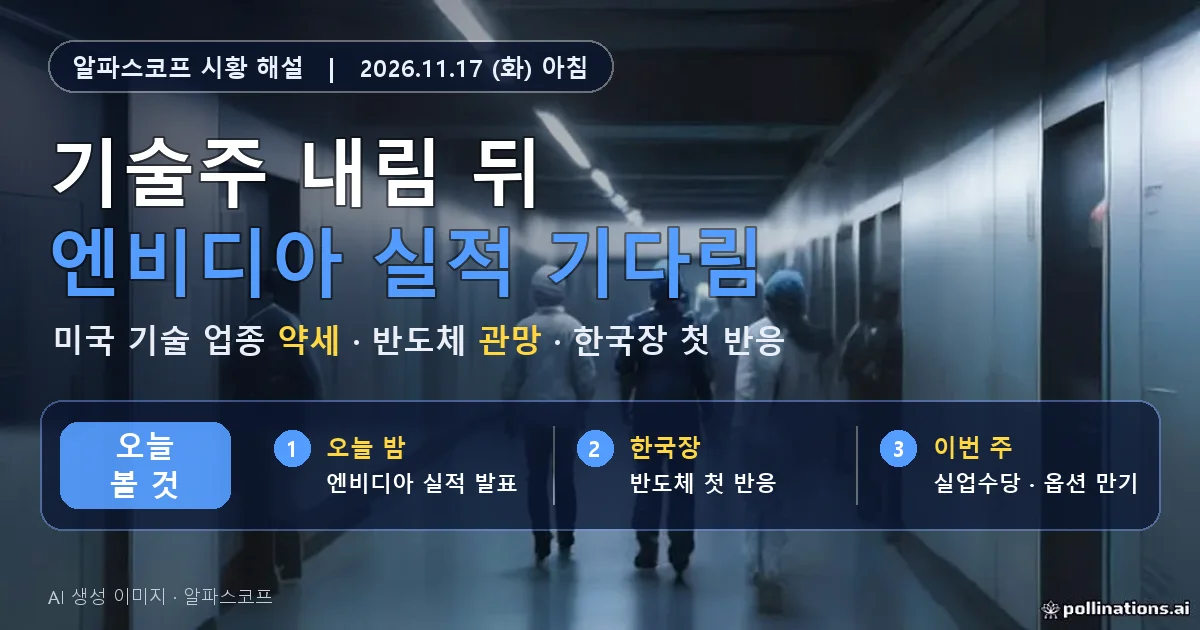 알파스코프 시황 해설 | 2026.11.17 (화) 아침
기술주 내림 뒤
엔비디아 실적 기다림
미국 기술 업종 약세 · 반도체 관망 · 한국장 첫 반응
오늘
볼 것
1 오늘 밤
엔비디아 실적 발표
2 한국장
반도체 첫 반응
3 이번 주
실업수당 · 옵션 만기
AI 생성 이미지 · 알파스코프
pollinations.ai